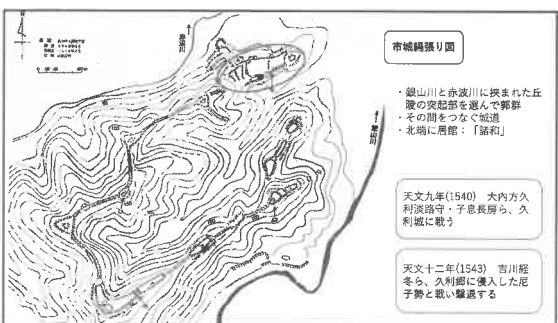 市城縄張り図
・銀山川と赤波川に挟まれた丘
陵の突起部を選んで郭群
・その間をつなぐ城道
・北端に居館：「諸和」
天文九年(1540) 大内方久
利淡路守・子息長房ら、久
利城に戦う
天文十二年(1543) 吉川経
冬ら、久利郷に侵入した尼
子勢と戦い撃退する
赤波川
銀山川